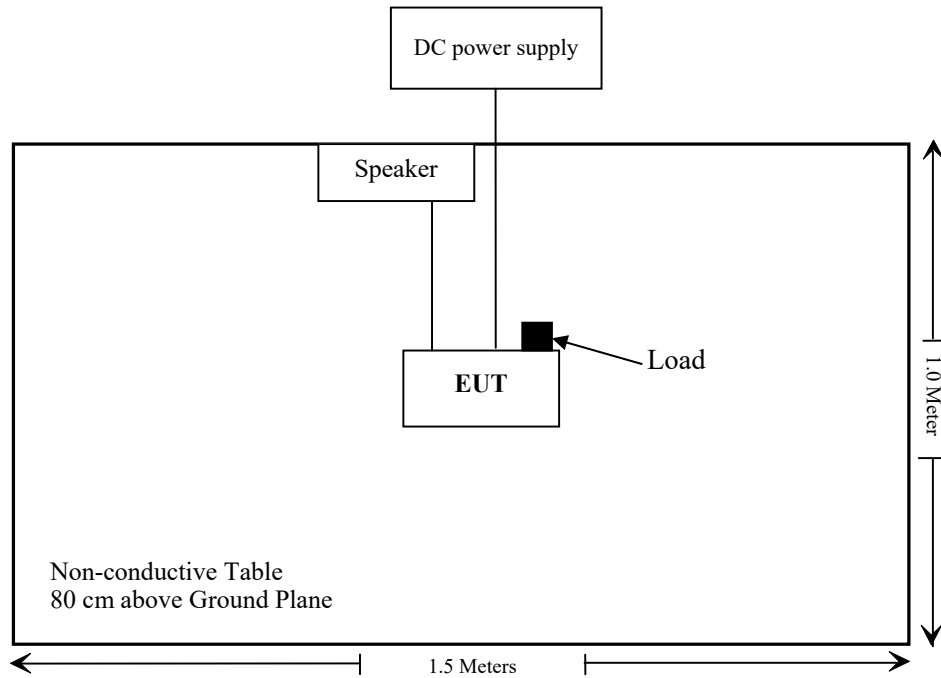 DC power supply
Speaker
Load
EUT
1.0 Meter
Non-conductive Table
80 cm above Ground Plane
1.5 Meters